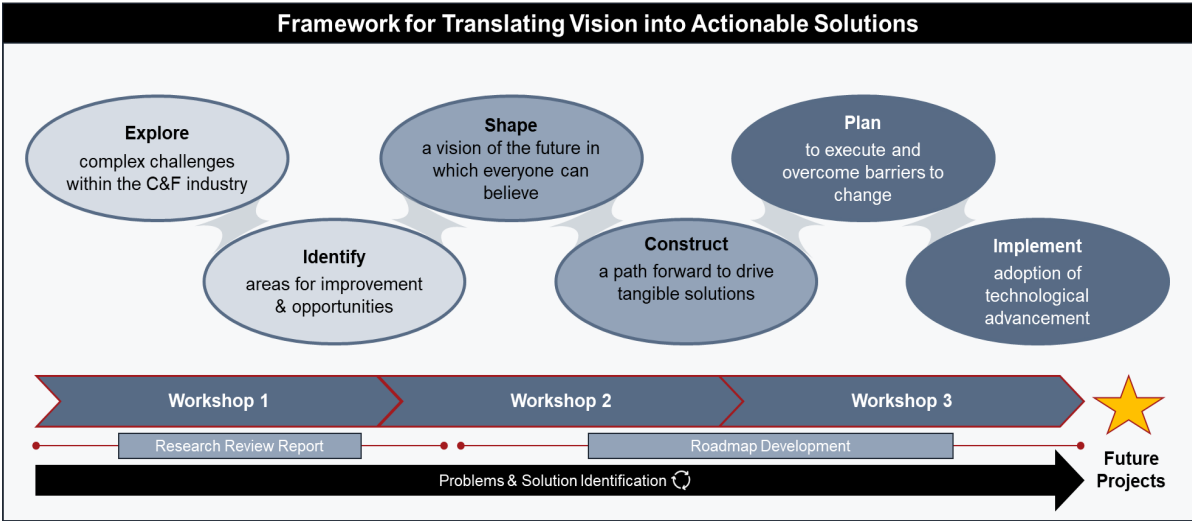 Framework for Translating Vision into Actionable Solutions
Explore
complex challenges
within the C&F industry
Identify
areas for improvement
& opportunities
Shape
a vision of the future in
which everyone can
believe
Construct
a path forward to drive
tangible solutions
Plan
to execute and
overcome barriers to
change
Implement
adoption of
technological
advancement
Workshop 1
Workshop 2
Workshop 3
Research Review Report
Roadmap Development
Problems & Solution Identification
Future
Projects